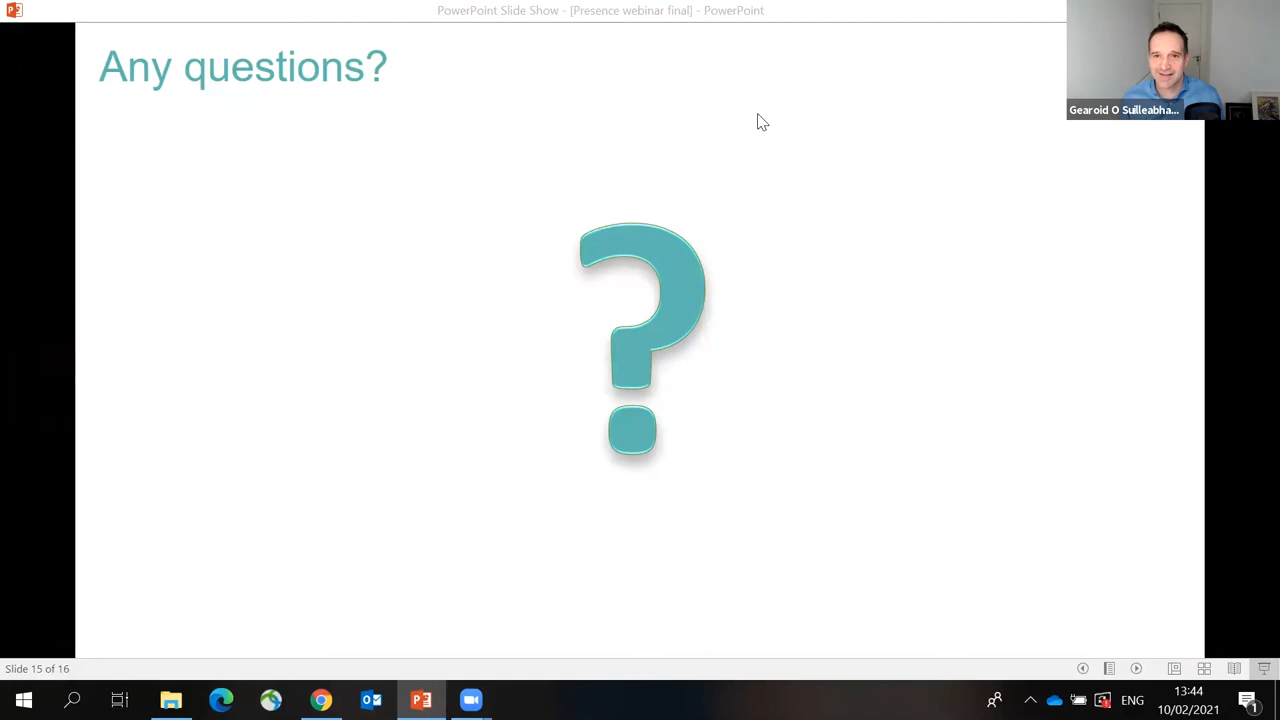 PowerPoint Slide Show - [Presence webinar final] - PowerPoint
Any questions?
Gearoid O Suilleabha...
?
Slide 15 of 16
ENG
13:44
10/02/2021
1